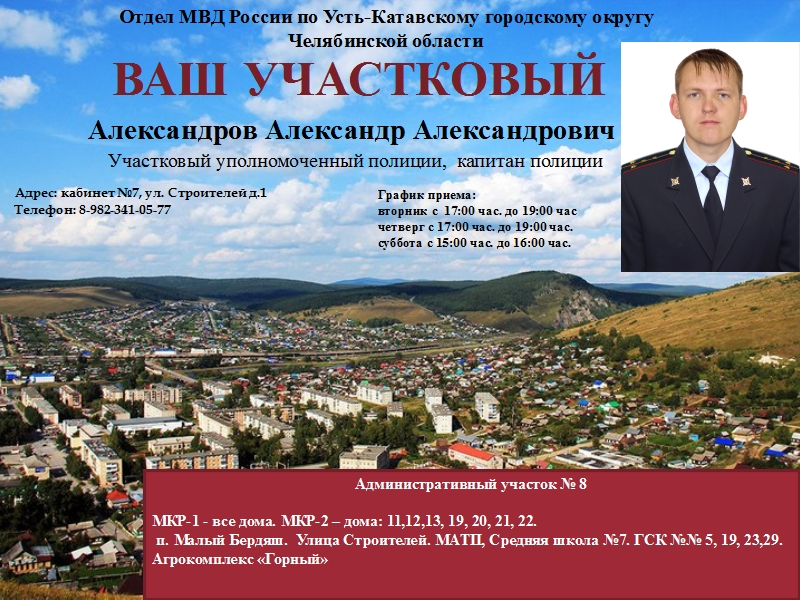 Отдел МВД России по Усть-Катавскому городскому округу
Челябинской области
ВАШ УЧАСТКОВЫЙ
Александров Александр Александрович
Участковый уполномоченный полиции, капитан полиции
Адрес: кабинет №7, ул. Строителей д.1
Телефон: 8-982-341-05-77
График приема:
вторник с 17:00 час. до 19:00 час
четверг с 17:00 час. до 19:00 час.
суббота с 15:00 час. до 16:00 час.
Административный участок № 8
МКР-1 - все дома. МКР-2 – дома: 11,12,13, 19, 20, 21, 22.
п. Малый Бердяш. Улица Строителей. МАТП, Средняя школа №7. ГСК №№ 5, 19, 23,29.
Агрокомплекс «Горный»